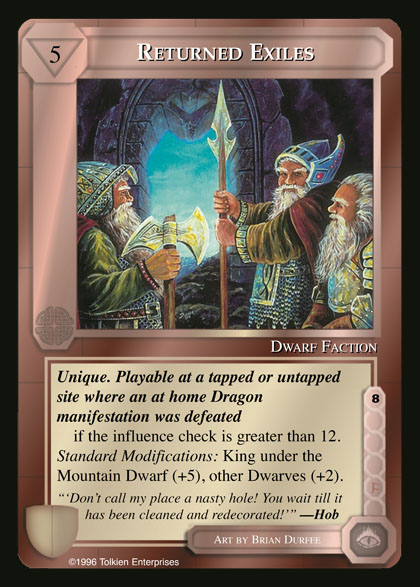 5
Returned Exiles
Dwarf Faction
Unique. Playable at a tapped or untapped
site where an at home Dragon
manifestation was defeated
if the influence check is greater than 12.
Standard Modifications: King under the
Mountain Dwarf (+5), other Dwarves (+2).
“‘Don't call my place a nasty hole! You wait till it
has been cleaned and redecorated!’” —Hob
8
R
Art by Brian Durfee
©1996 Tolkien Enterprises